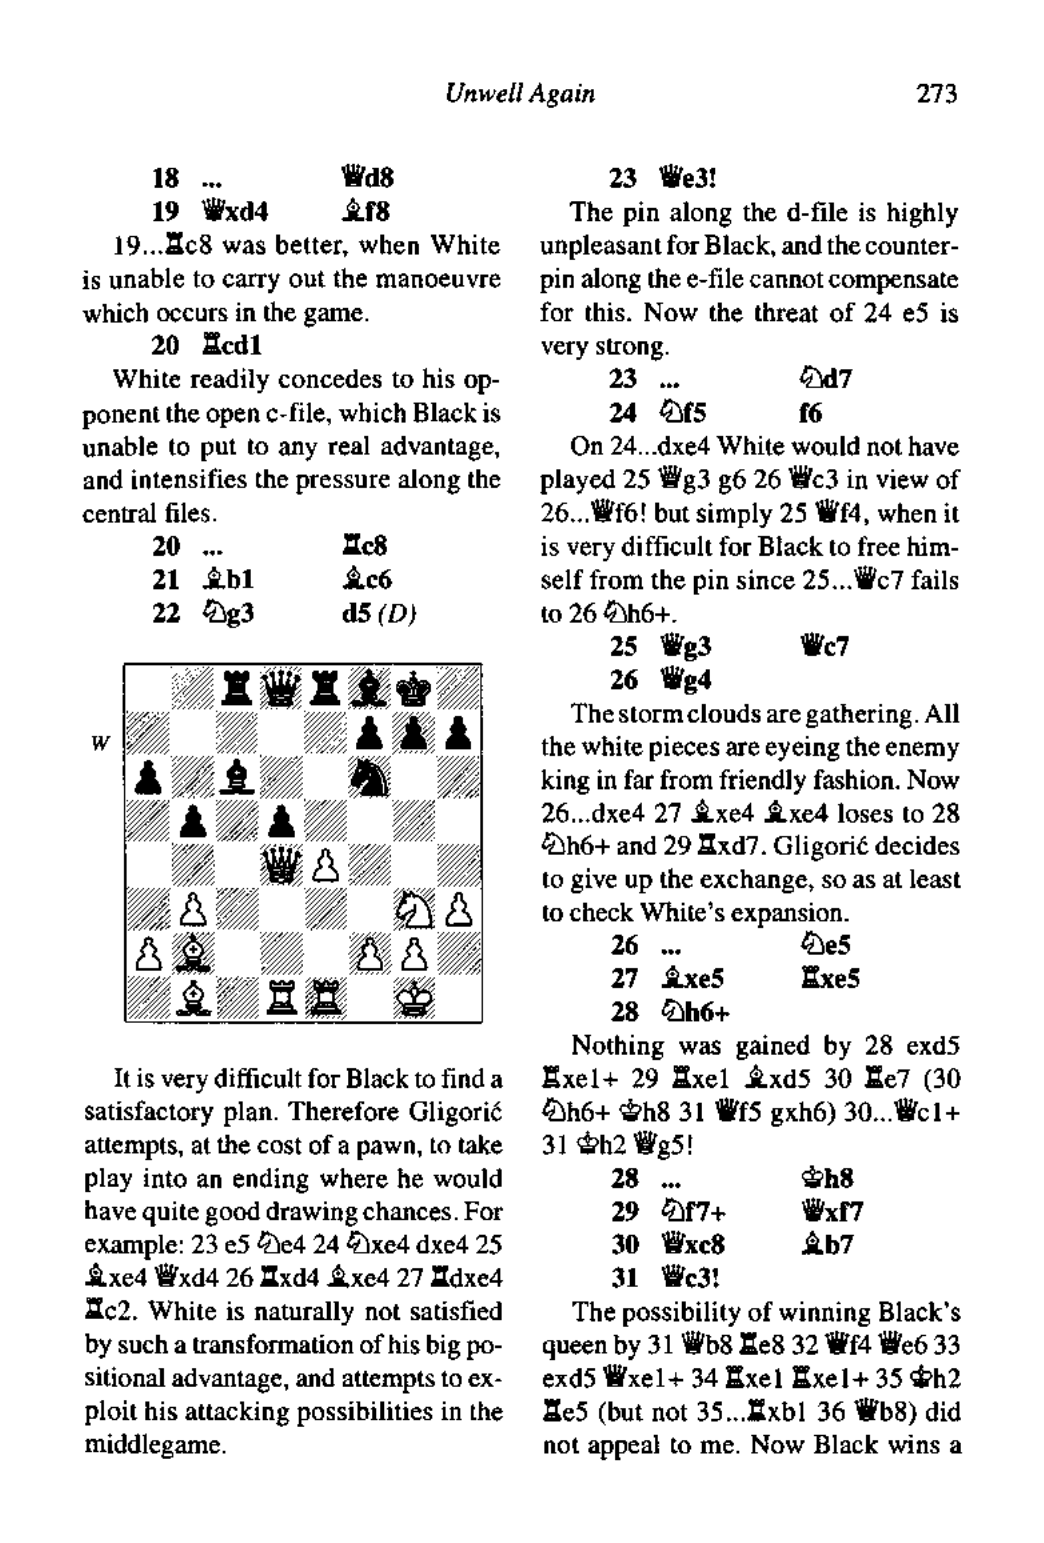 Unwell Again 273
18 ... ♕d8
19 ♕xd4 ♗f8
19...♖c8 was better, when White
is unable to carry out the manoeuvre
which occurs in the game.
20 ♖cd1
White readily concedes to his op-
ponent the open c-file, which Black is
unable to put to any real advantage,
and intensifies the pressure along the
central files.
20 ... ♖c8
21 ♗b1 ♗c6
22 ♘g3 d5 (D)
W
It is very difficult for Black to find a
satisfactory plan. Therefore Gligorić
attempts, at the cost of a pawn, to take
play into an ending where he would
have quite good drawing chances. For
example: 23 e5 ♘e4 24 ♘xe4 dxe4 25
♗xe4 ♕xd4 26 ♖xd4 ♗xe4 27 ♖dxe4
♖c2. White is naturally not satisfied
by such a transformation of his big po-
sitional advantage, and attempts to ex-
ploit his attacking possibilities in the
middlegame.
23 ♕e3!
The pin along the d-file is highly
unpleasant for Black, and the counter-
pin along the e-file cannot compensate
for this. Now the threat of 24 e5 is
very strong.
23 ... ♘d7
24 ♘f5 f6
On 24...dxe4 White would not have
played 25 ♕g3 g6 26 ♕c3 in view of
26...♕f6! but simply 25 ♕f4, when it
is very difficult for Black to free him-
self from the pin since 25...♕c7 fails
to 26 ♘h6+.
25 ♕g3 ♕c7
26 ♕g4
The storm clouds are gathering. All
the white pieces are eyeing the enemy
king in far from friendly fashion. Now
26...dxe4 27 ♗xe4 ♗xe4 loses to 28
♘h6+ and 29 ♖xd7. Gligorić decides
to give up the exchange, so as at least
to check White's expansion.
26 ... ♘e5
27 ♗xe5 ♖xe5
28 ♘h6+
Nothing was gained by 28 exd5
♖xe1+ 29 ♖xe1 ♗xd5 30 ♖e7 (30
♘h6+ ♔h8 31 ♕f5 gxh6) 30...♕c1+
31 ♔h2 ♕g5!
28 ... ♔h8
29 ♘f7+ ♕xf7
30 ♕xc8 ♗b7
31 ♕c3!
The possibility of winning Black's
queen by 31 ♕b8 ♖e8 32 ♕f4 ♕e6 33
exd5 ♕xe1+ 34 ♖xe1 ♖xe1+ 35 ♔h2
♖e5 (but not 35...♖xb1 36 ♕b8) did
not appeal to me. Now Black wins a